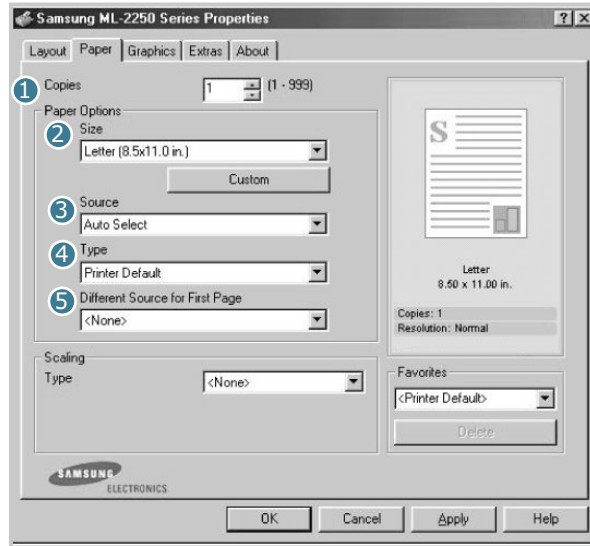 Samsung ML-2250 Series Properties
Layout Paper Graphics Extras About
1 Copies 1 (1 - 999)
Paper Options
2 Size
Letter (8.5x11.0 in.)
Custom
3 Source
Auto Select
4 Type
Printer Default
5 Different Source for First Page
<None>
Scaling
Type <None>
S
Letter
8.50 x 11.00 in.
Copies: 1
Resolution: Normal
Favorites
<Printer Default>
Delete
SAMSUNG
ELECTRONICS
OK Cancel Apply Help